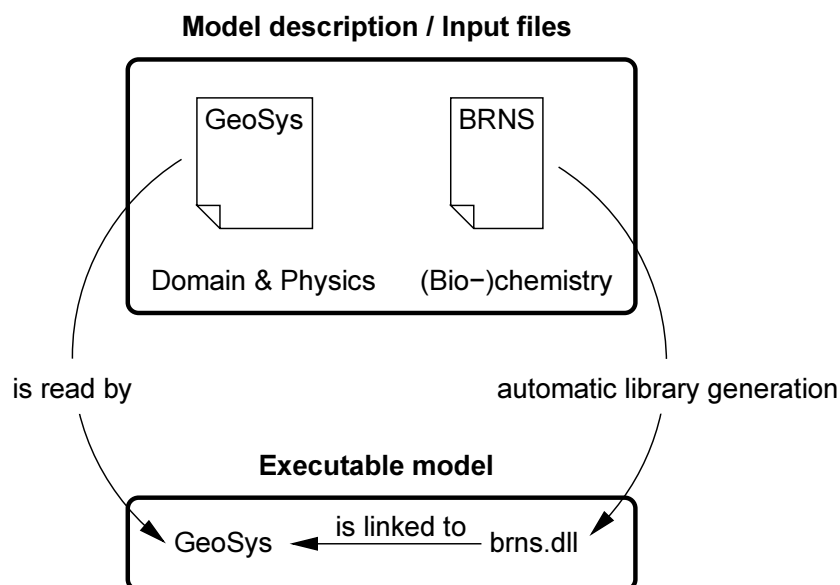 Model description / Input files
GeoSys
BRNS
Domain & Physics
(Bio−)chemistry
is read by
automatic library generation
Executable model
GeoSys
is linked to
brns.dll